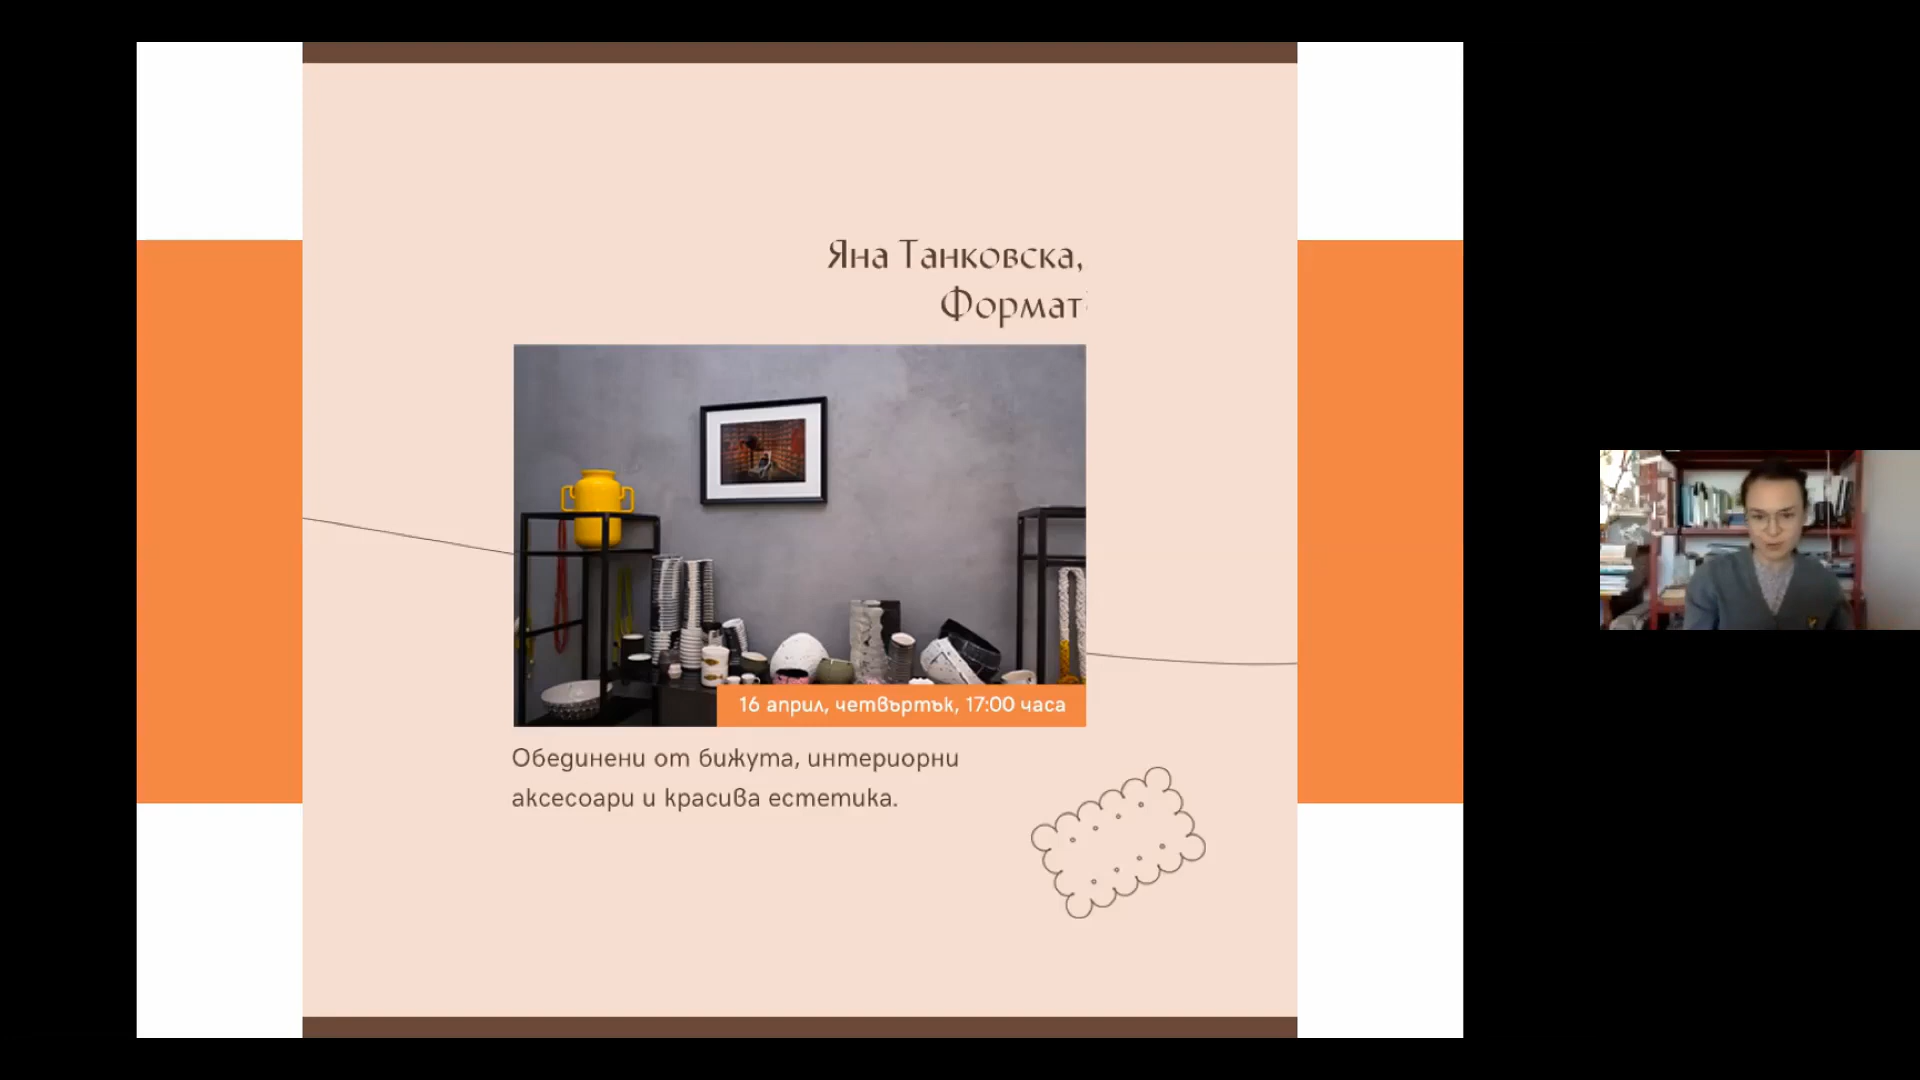 Яна Танковска,
Формат
16 април, четвъртък, 17:00 часа
Обединени от бижута, интериорни
аксесоари и красива естетика.